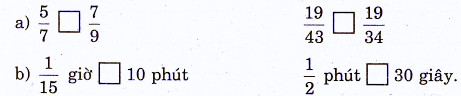 a) 5/7 □ 7/9 19/43 □ 19/34
b) 1/15 giờ □ 10 phút 1/2 phút □ 30 giây.